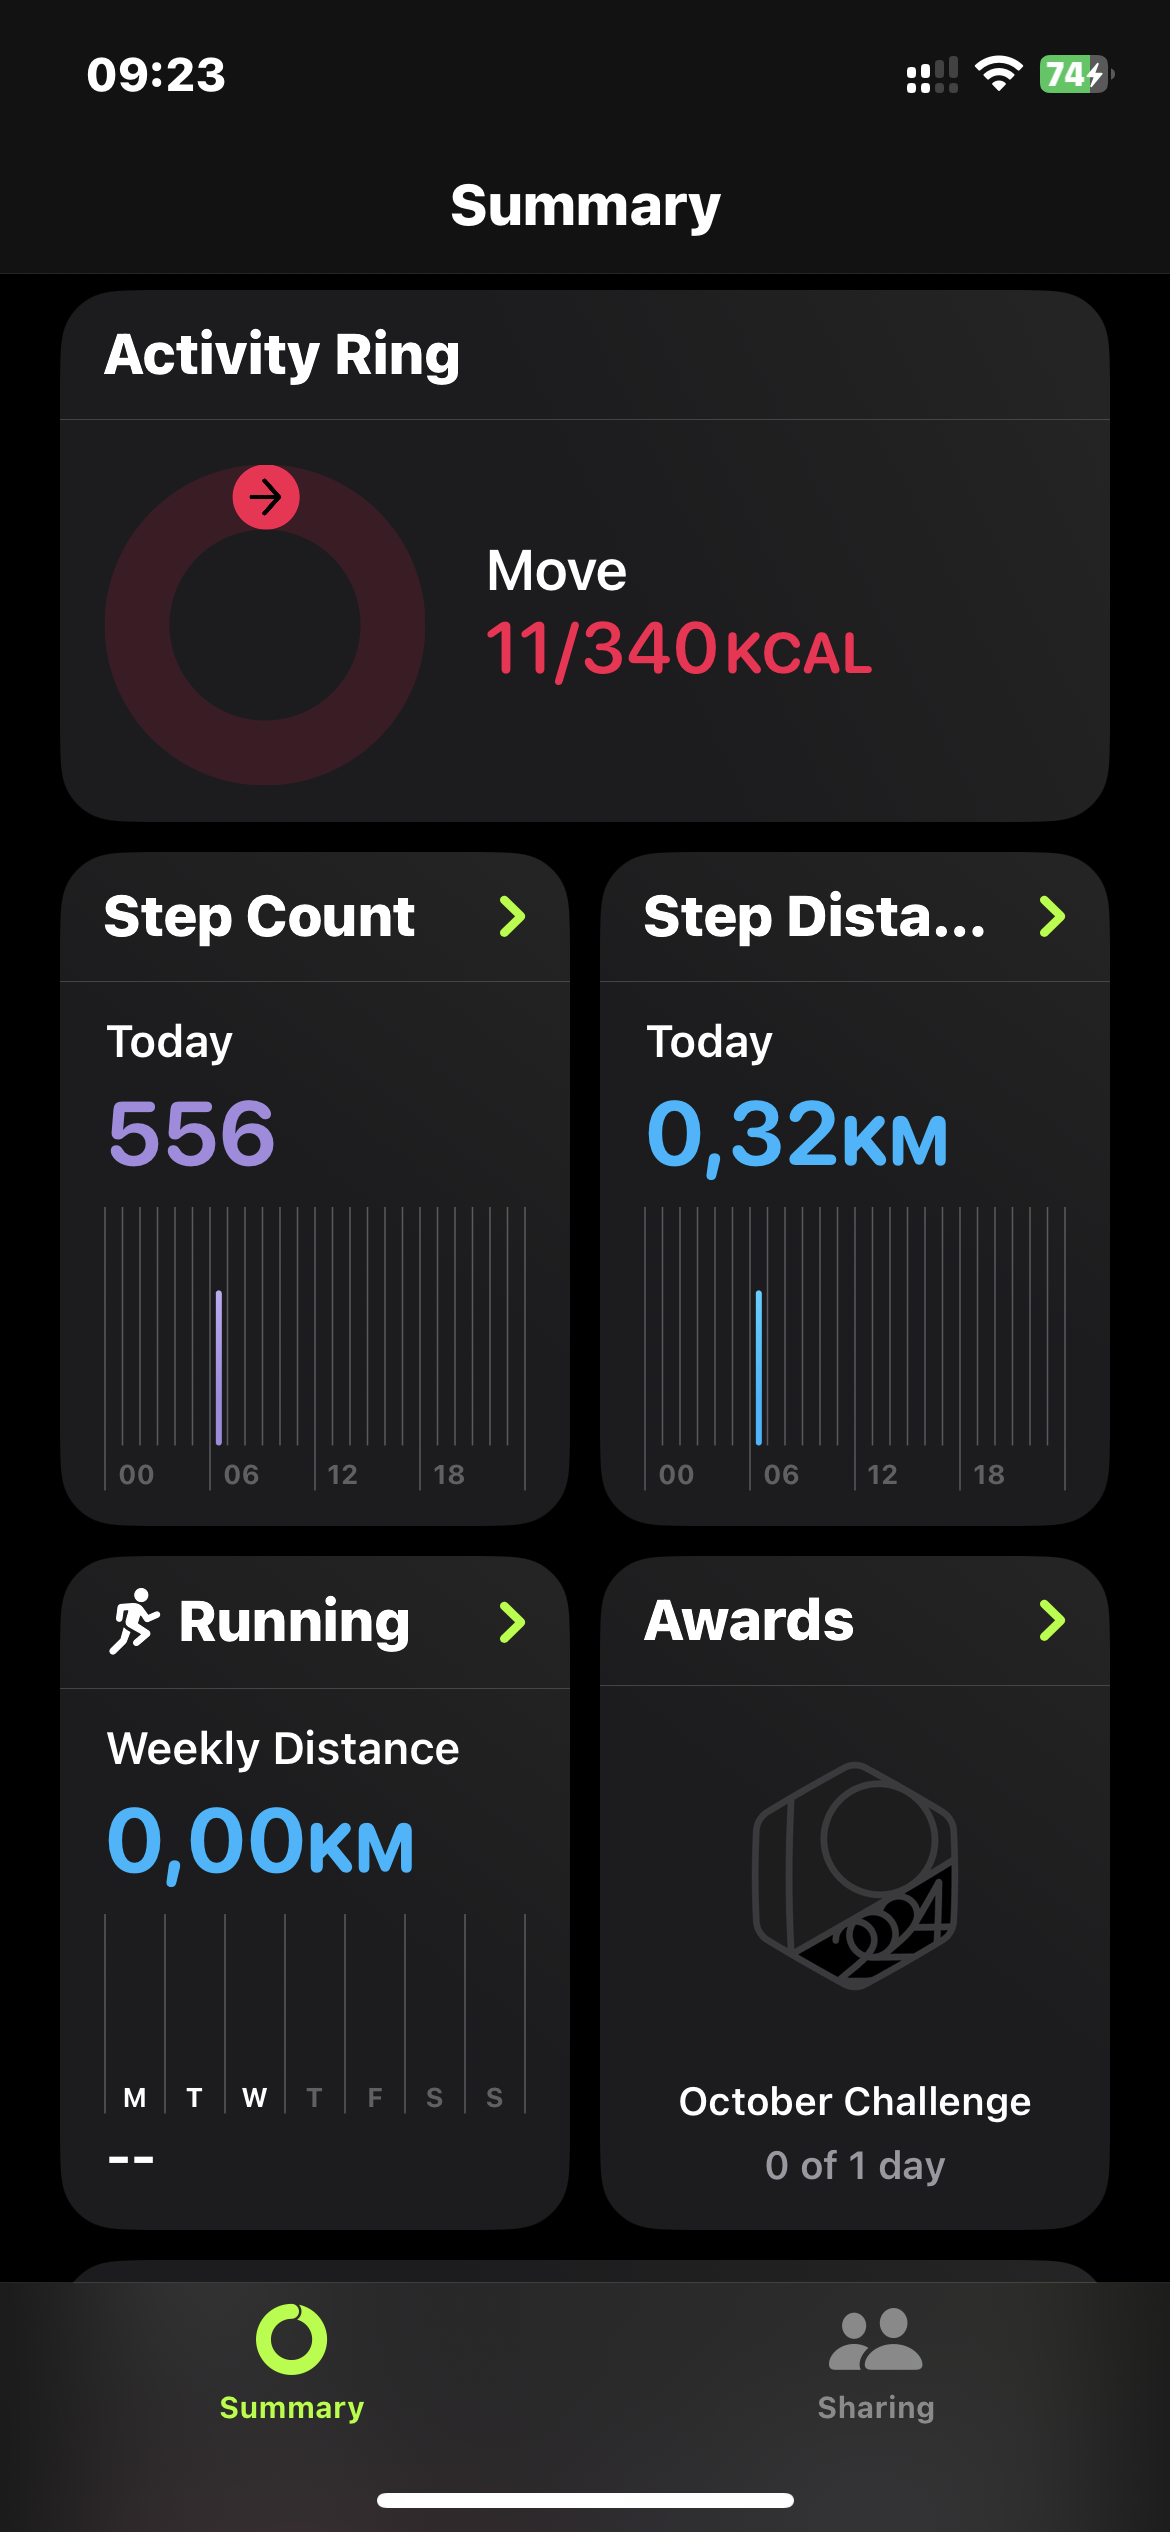 09:23
74
Summary
Activity Ring
Move
11/340KCAL
Step Count
Step Dista...
Today
Today
556
0,32KM
00 06 12 18
00 06 12 18
Running
Awards
Weekly Distance
0,00KM
2024
M T W T F S S
--
October Challenge
0 of 1 day
Summary
Sharing